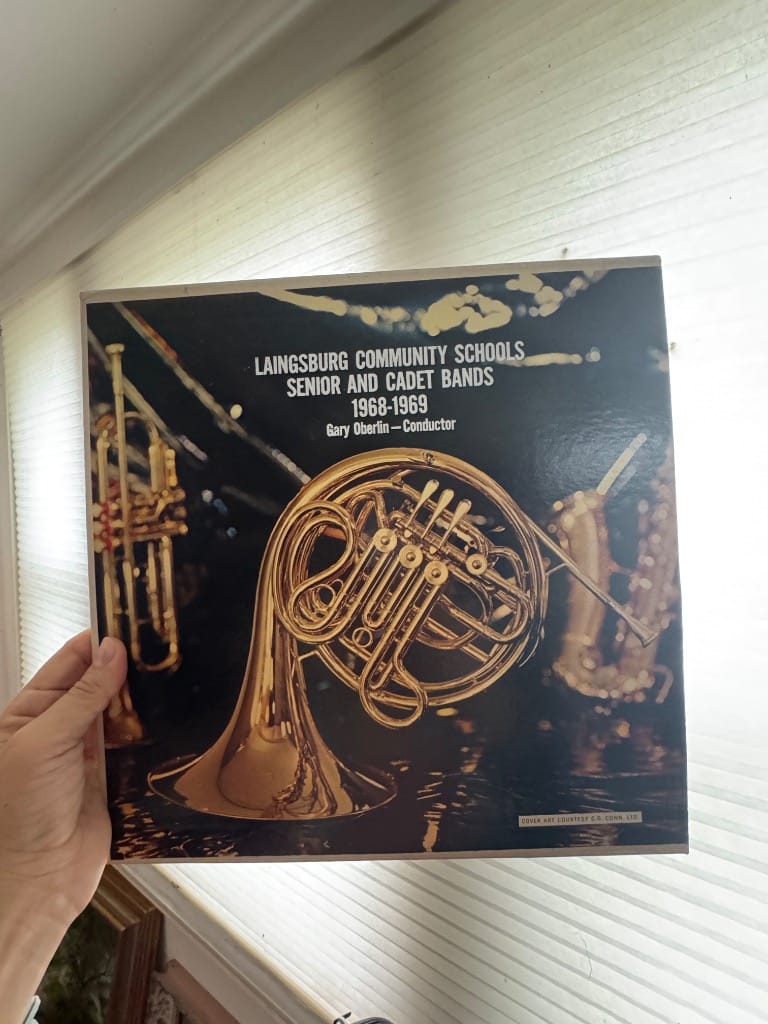 LAINGSBURG COMMUNITY SCHOOLS
SENIOR AND CADET BANDS
1968-1969
Gary Oberlin—Conductor
COVER ART COURTESY C.G. CONN, LTD